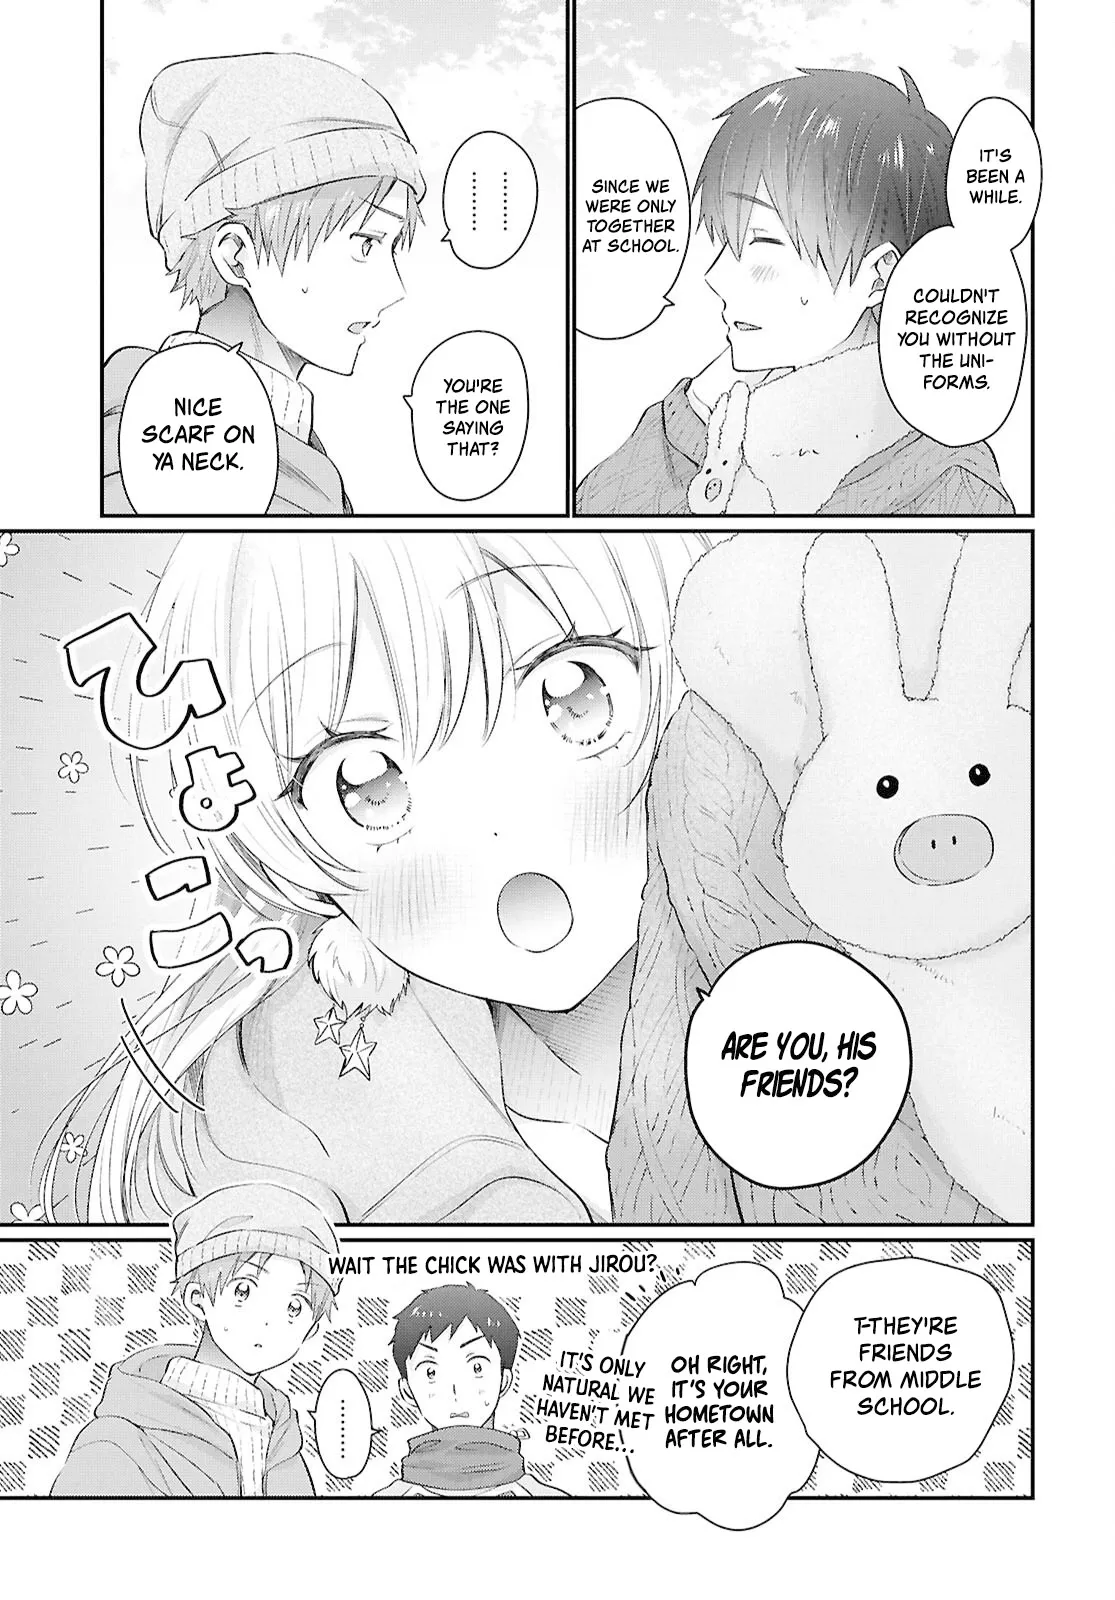 IT'S
BEEN A
WHILE.
COULDN'T
RECOGNIZE
YOU WITHOUT
THE UNI-
FORMS.
SINCE WE
WERE ONLY
TOGETHER
AT SCHOOL.
………
………
YOU'RE
THE ONE
SAYING
THAT?
NICE
SCARF ON
YA NECK.
ひょこっ
ARE YOU, HIS
FRIENDS?
T-THEY'RE
FRIENDS
FROM MIDDLE
SCHOOL.
OH RIGHT,
IT'S YOUR
HOMETOWN
AFTER ALL.
IT'S ONLY
NATURAL WE
HAVEN'T MET
BEFORE...
WAIT THE CHICK WAS WITH JIROU?
………